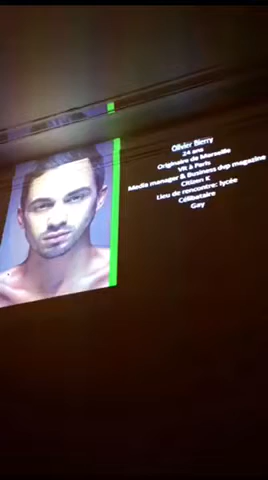 Olivier Bierry
24 ans
Originaire de Marseille
Vit à Paris
Media manager & Business dvp magazine
Citizen K
Lieu de rencontre: lycée
Célibataire
Gay